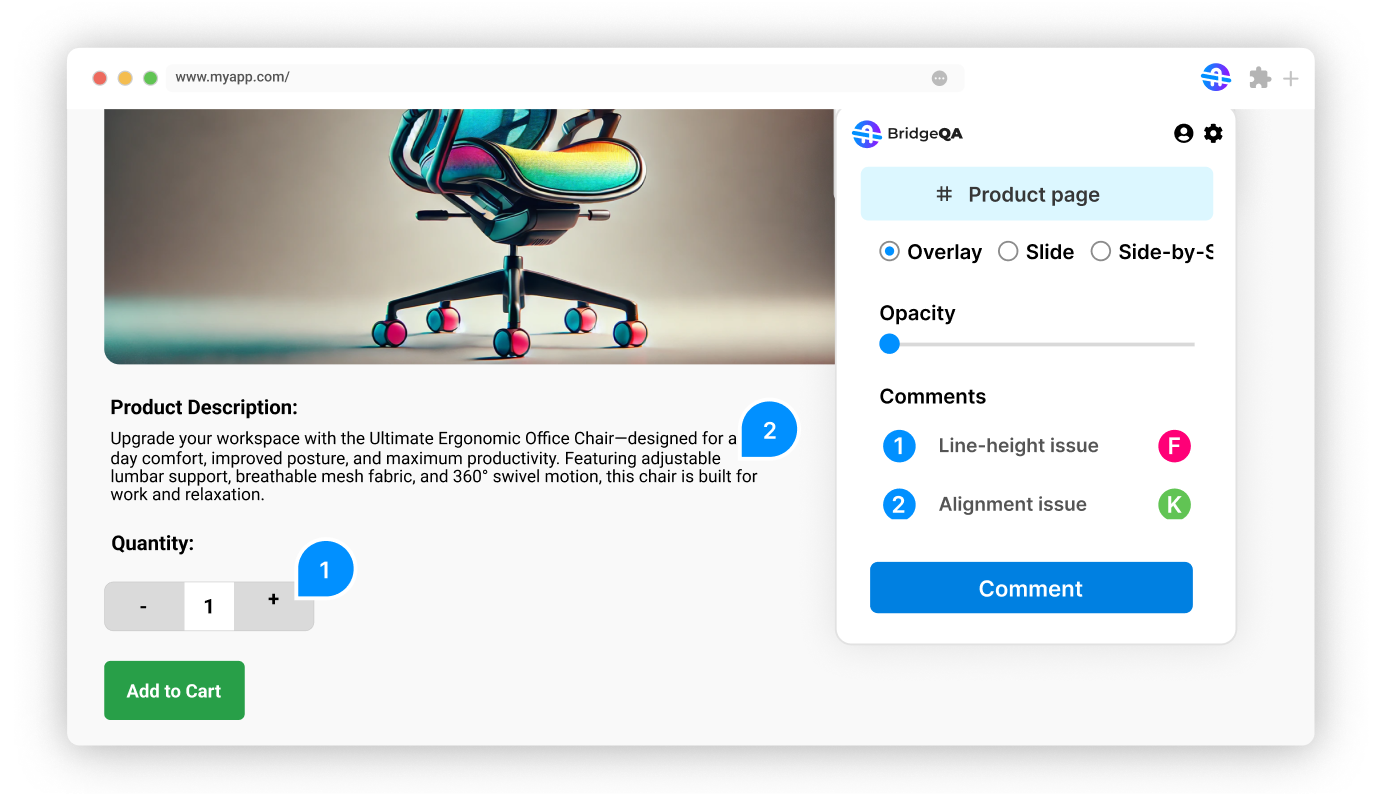 www.myapp.com/
BridgeQA
# Product page
Overlay Slide Side-by-S
Opacity
Comments
1 Line-height issue F
2 Alignment issue K
Comment
Product Description:
Upgrade your workspace with the Ultimate Ergonomic Office Chair—designed for a
day comfort, improved posture, and maximum productivity. Featuring adjustable
lumbar support, breathable mesh fabric, and 360° swivel motion, this chair is built for
work and relaxation.
2
Quantity:
1
- 1 +
Add to Cart